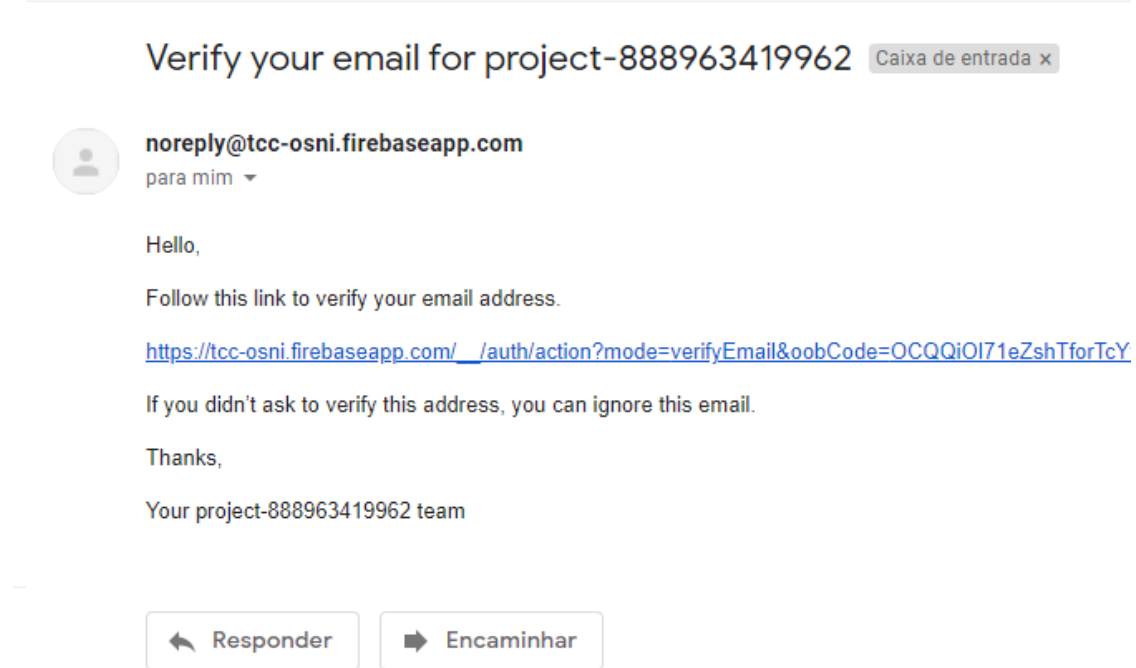 Verify your email for project-888963419962 Caixa de entrada x
noreply@tcc-osni.firebaseapp.com
para mim
Hello,
Follow this link to verify your email address.
https://tcc-osni.firebaseapp.com/__/auth/action?mode=verifyEmail&oobCode=OCQQiOI71eZshTforTcY
If you didn’t ask to verify this address, you can ignore this email.
Thanks,
Your project-888963419962 team
Responder Encaminhar